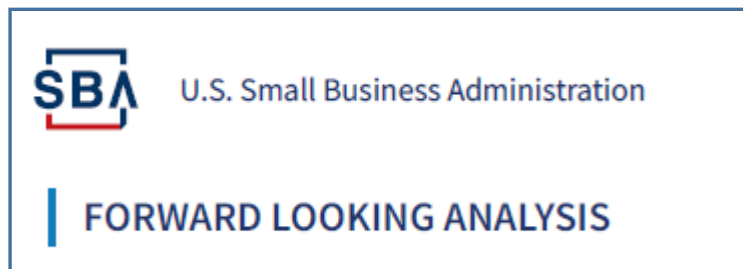 SBA
U.S. Small Business Administration
FORWARD LOOKING ANALYSIS